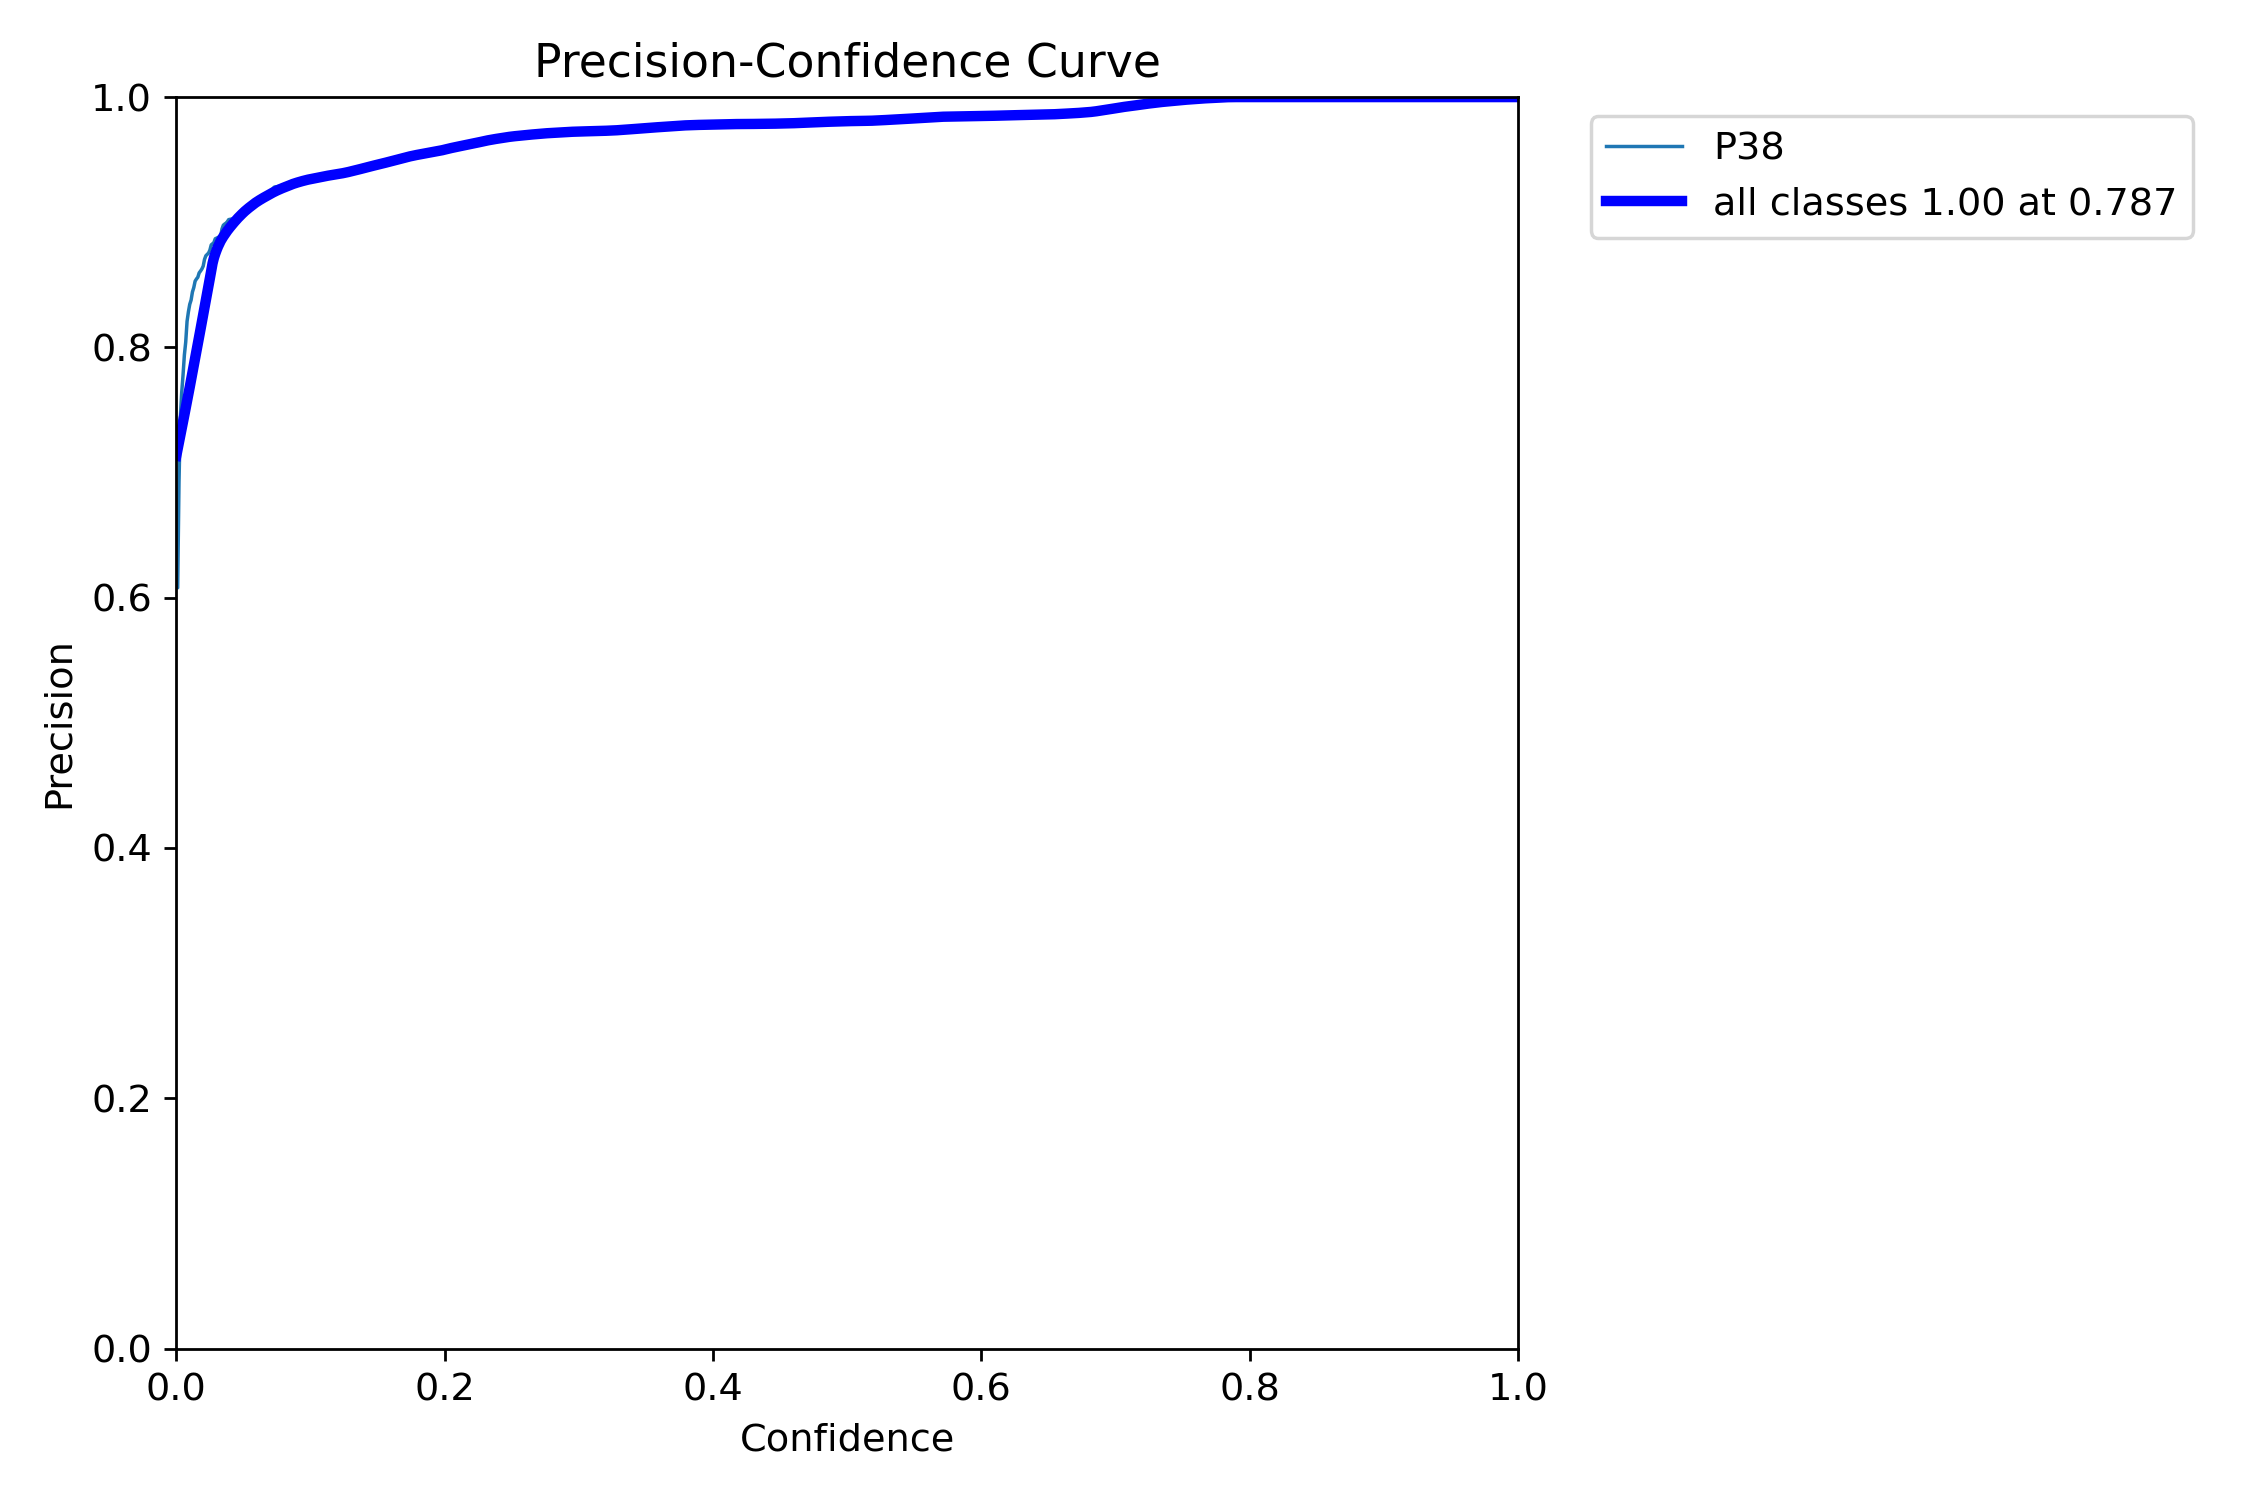 Precision-Confidence Curve
1.0
0.8
0.6
0.4
0.2
0.0
Precision
0.0 0.2 0.4 0.6 0.8 1.0
Confidence
P38
all classes 1.00 at 0.787